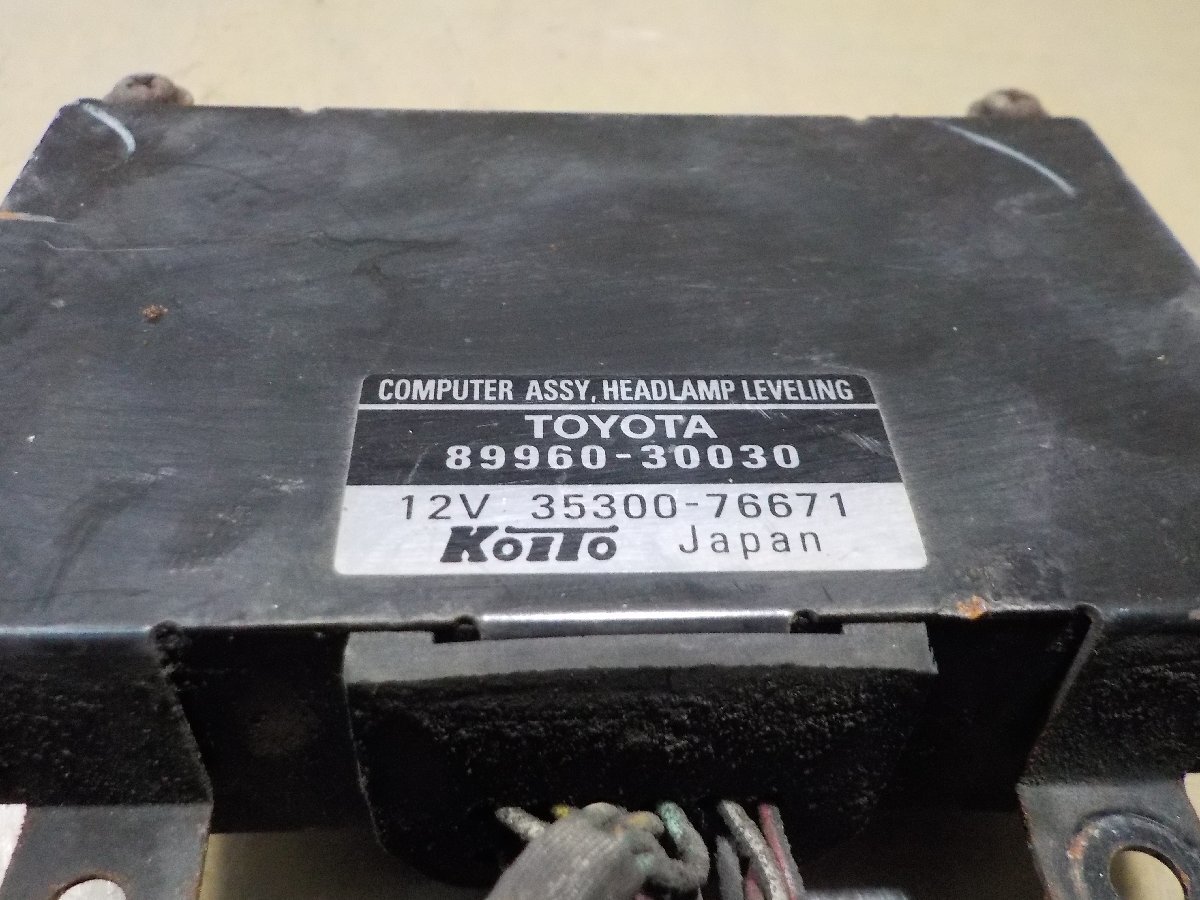 COMPUTER ASSY, HEADLAMP LEVELING
TOYOTA
89960-30030
12V 35300-76671
KOITO Japan